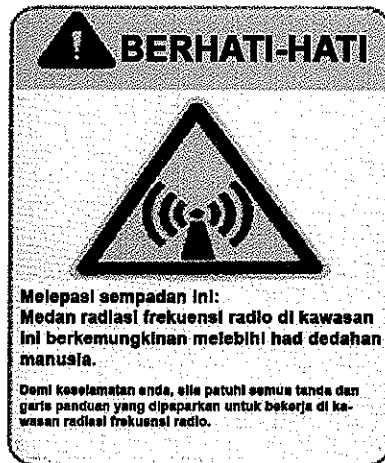 BERHATI-HATI
Melepasi sempadan ini:
Medan radiasi frekuensi radio di kawasan
ini berkemungkinan melebihi had dedahan
manusia.
Demi keselamatan anda, sila patuhi semua tanda dan
garis panduan yang dipaparkan untuk bekerja di ka-
wasan radiasi frekuensi radio.